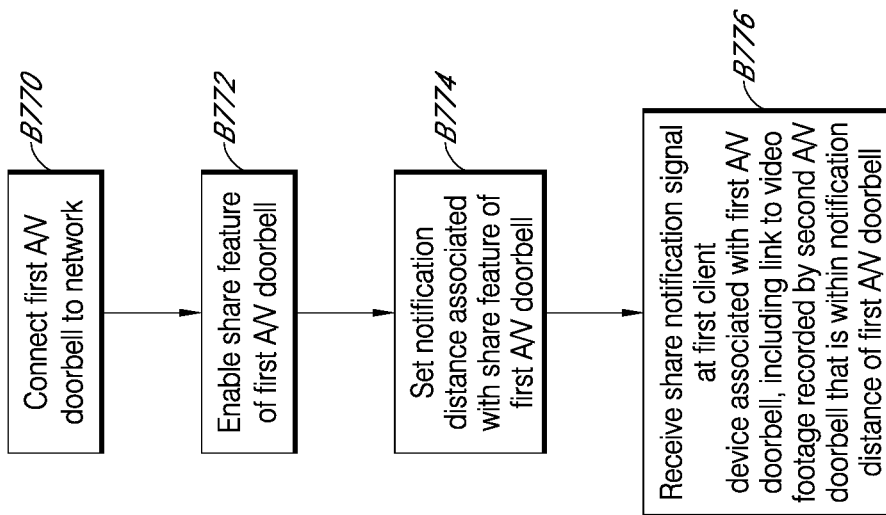 B770
Connect first A/V
doorbell to network
B772
Enable share feature
of first A/V doorbell
B774
Set notification
distance associated
with share feature of
first A/V doorbell
B776
Receive share notification signal
at first client
device associated with first A/V
doorbell, including link to video
footage recorded by second A/V
doorbell that is within notification
distance of first A/V doorbell